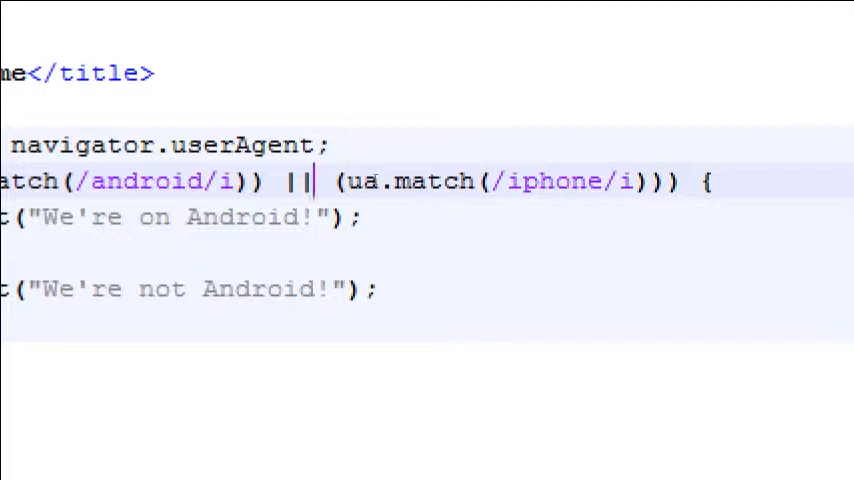 me</title>
navigator.userAgent;
atch(/android/i)) || (ua.match(/iphone/i))) {
t("We're on Android!");
t("We're not Android!");